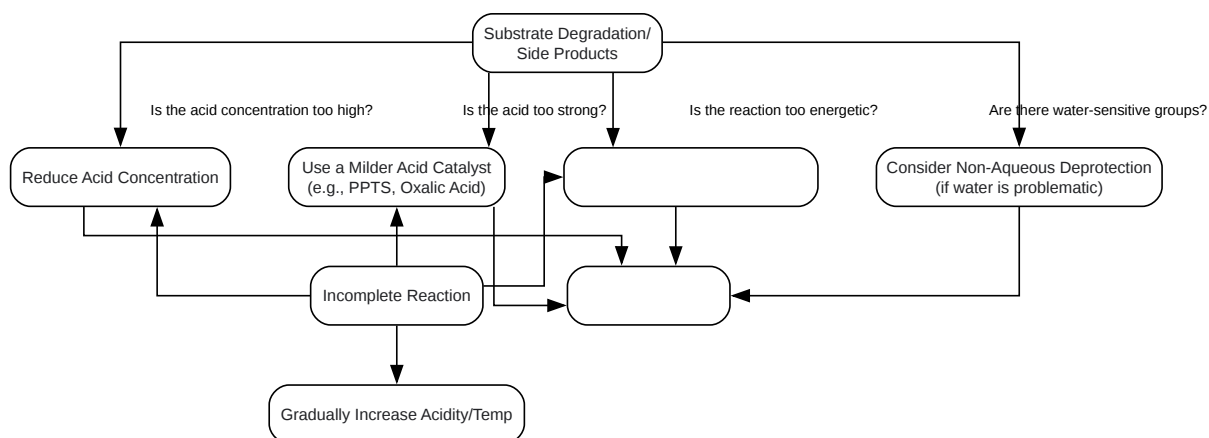 Substrate Degradation/
Side Products
Is the acid concentration too high?
Is the acid too strong?
Is the reaction too energetic?
Are there water-sensitive groups?
Reduce Acid Concentration
Use a Milder Acid Catalyst
(e.g., PPTS, Oxalic Acid)
Consider Non-Aqueous Deprotection
(if water is problematic)
Incomplete Reaction
Gradually Increase Acidity/Temp